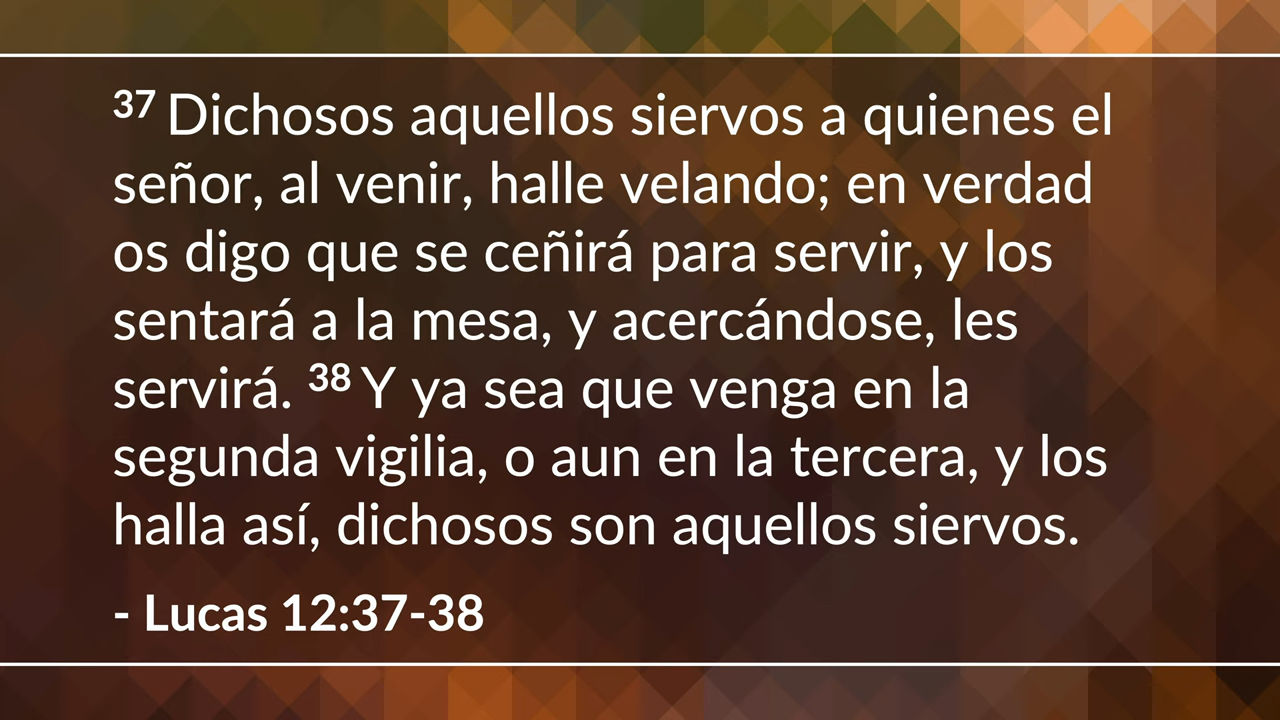 37 Dichosos aquellos siervos a quienes el
señor, al venir, halle velando; en verdad
os digo que se ceñirá para servir, y los
sentará a la mesa, y acercándose, les
servirá. 38 Y ya sea que venga en la
segunda vigilia, o aun en la tercera, y los
halla así, dichosos son aquellos siervos.
- Lucas 12:37-38